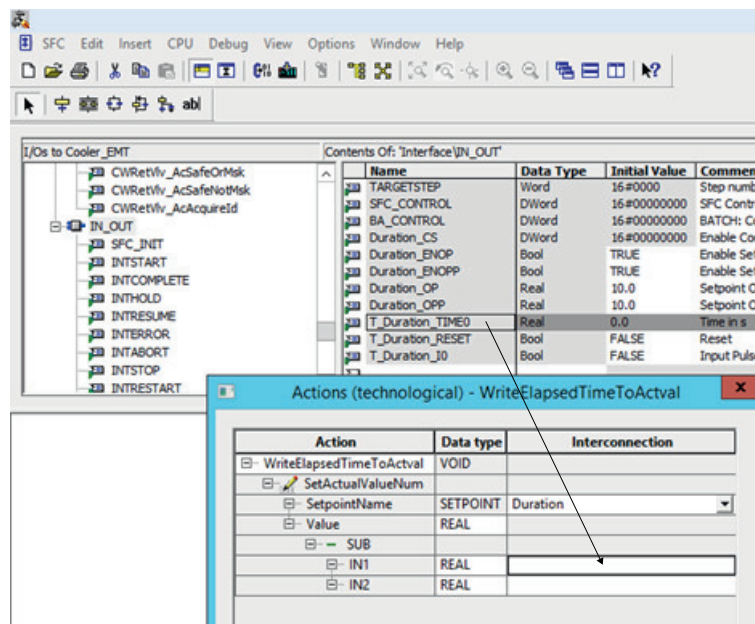 SFC Edit Insert CPU Debug View Options Window Help
abl
I/Os to Cooler_EMT
Contents Of: 'Interface\IN_OUT'
CWRetVlv_AcSafeOrMsk
CWRetVlv_AcSafeNotMsk
CWRetVlv_AcAcquireId
IN_OUT
SFC_INIT
INTSTART
INTCOMPLETE
INTHOLD
INTRESUME
INTERROR
INTABORT
INTSTOP
INTRESTART
Name Data Type Initial Value Commen
TARGETSTEP Word 16#0000 Step numb
SFC_CONTROL DWord 16#00000000 SFC Contr
BA_CONTROL DWord 16#00000000 BATCH: Co
Duration_CS DWord 16#00000000 Enable Co
Duration_ENOP Bool TRUE Enable Se
Duration_ENOPP Bool TRUE Enable Se
Duration_OP Real 10.0 Setpoint O
Duration_OPP Real 10.0 Setpoint O
T_Duration_TIME0 Real 0.0 Time in s
T_Duration_RESET Bool FALSE Reset
T_Duration_I0 Bool FALSE Input Puls
Actions (technological) - WriteElapsedTimeToActval
x
Action Data type Interconnection
WriteElapsedTimeToActval VOID
SetActualValueNum
SetpointName SETPOINT Duration
Value REAL
SUB
IN1 REAL
IN2 REAL